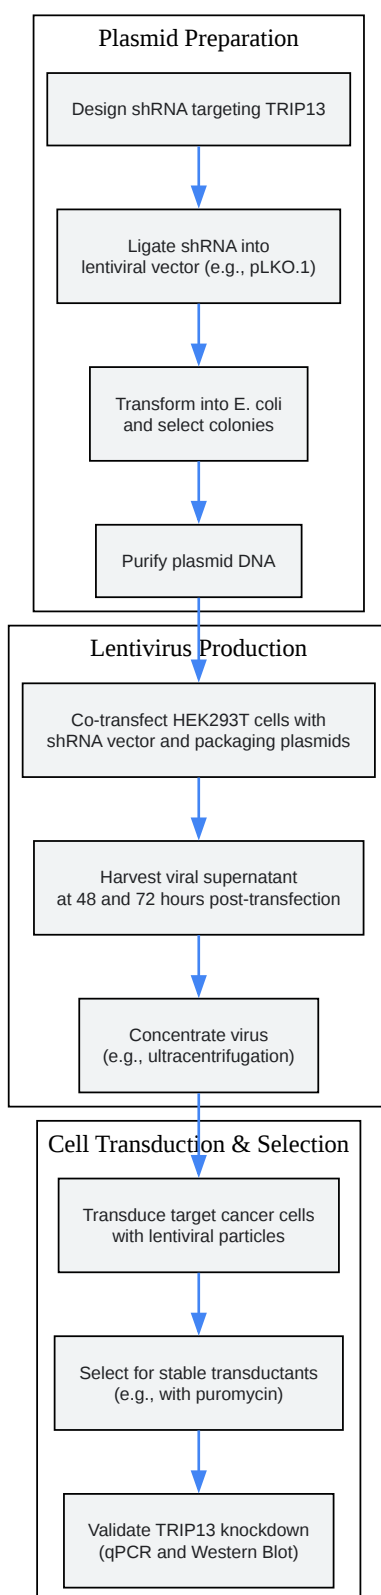 Plasmid Preparation
Design shRNA targeting TRIP13
Ligate shRNA into
lentiviral vector (e.g., pLKO.1)
Transform into E. coli
and select colonies
Purify plasmid DNA
Lentivirus Production
Co-transfect HEK293T cells with
shRNA vector and packaging plasmids
Harvest viral supernatant
at 48 and 72 hours post-transfection
Concentrate virus
(e.g., ultracentrifugation)
Cell Transduction & Selection
Transduce target cancer cells
with lentiviral particles
Select for stable transductants
(e.g., with puromycin)
Validate TRIP13 knockdown
(qPCR and Western Blot)